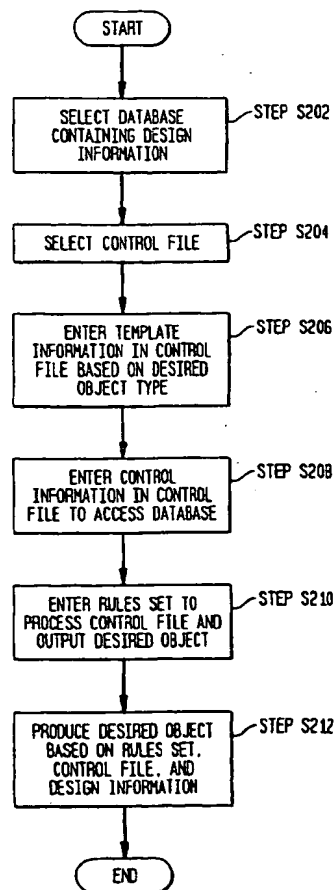 START
SELECT DATABASE
CONTAINING DESIGN
INFORMATION
STEP S202
SELECT CONTROL FILE
STEP S204
ENTER TEMPLATE
INFORMATION IN CONTROL
FILE BASED ON DESIRED
OBJECT TYPE
STEP S206
ENTER CONTROL
INFORMATION IN CONTROL
FILE TO ACCESS DATABASE
STEP S208
ENTER RULES SET TO
PROCESS CONTROL FILE AND
OUTPUT DESIRED OBJECT
STEP S210
PRODUCE DESIRED OBJECT
BASED ON RULES SET,
CONTROL FILE, AND
DESIGN INFORMATION
STEP S212
END